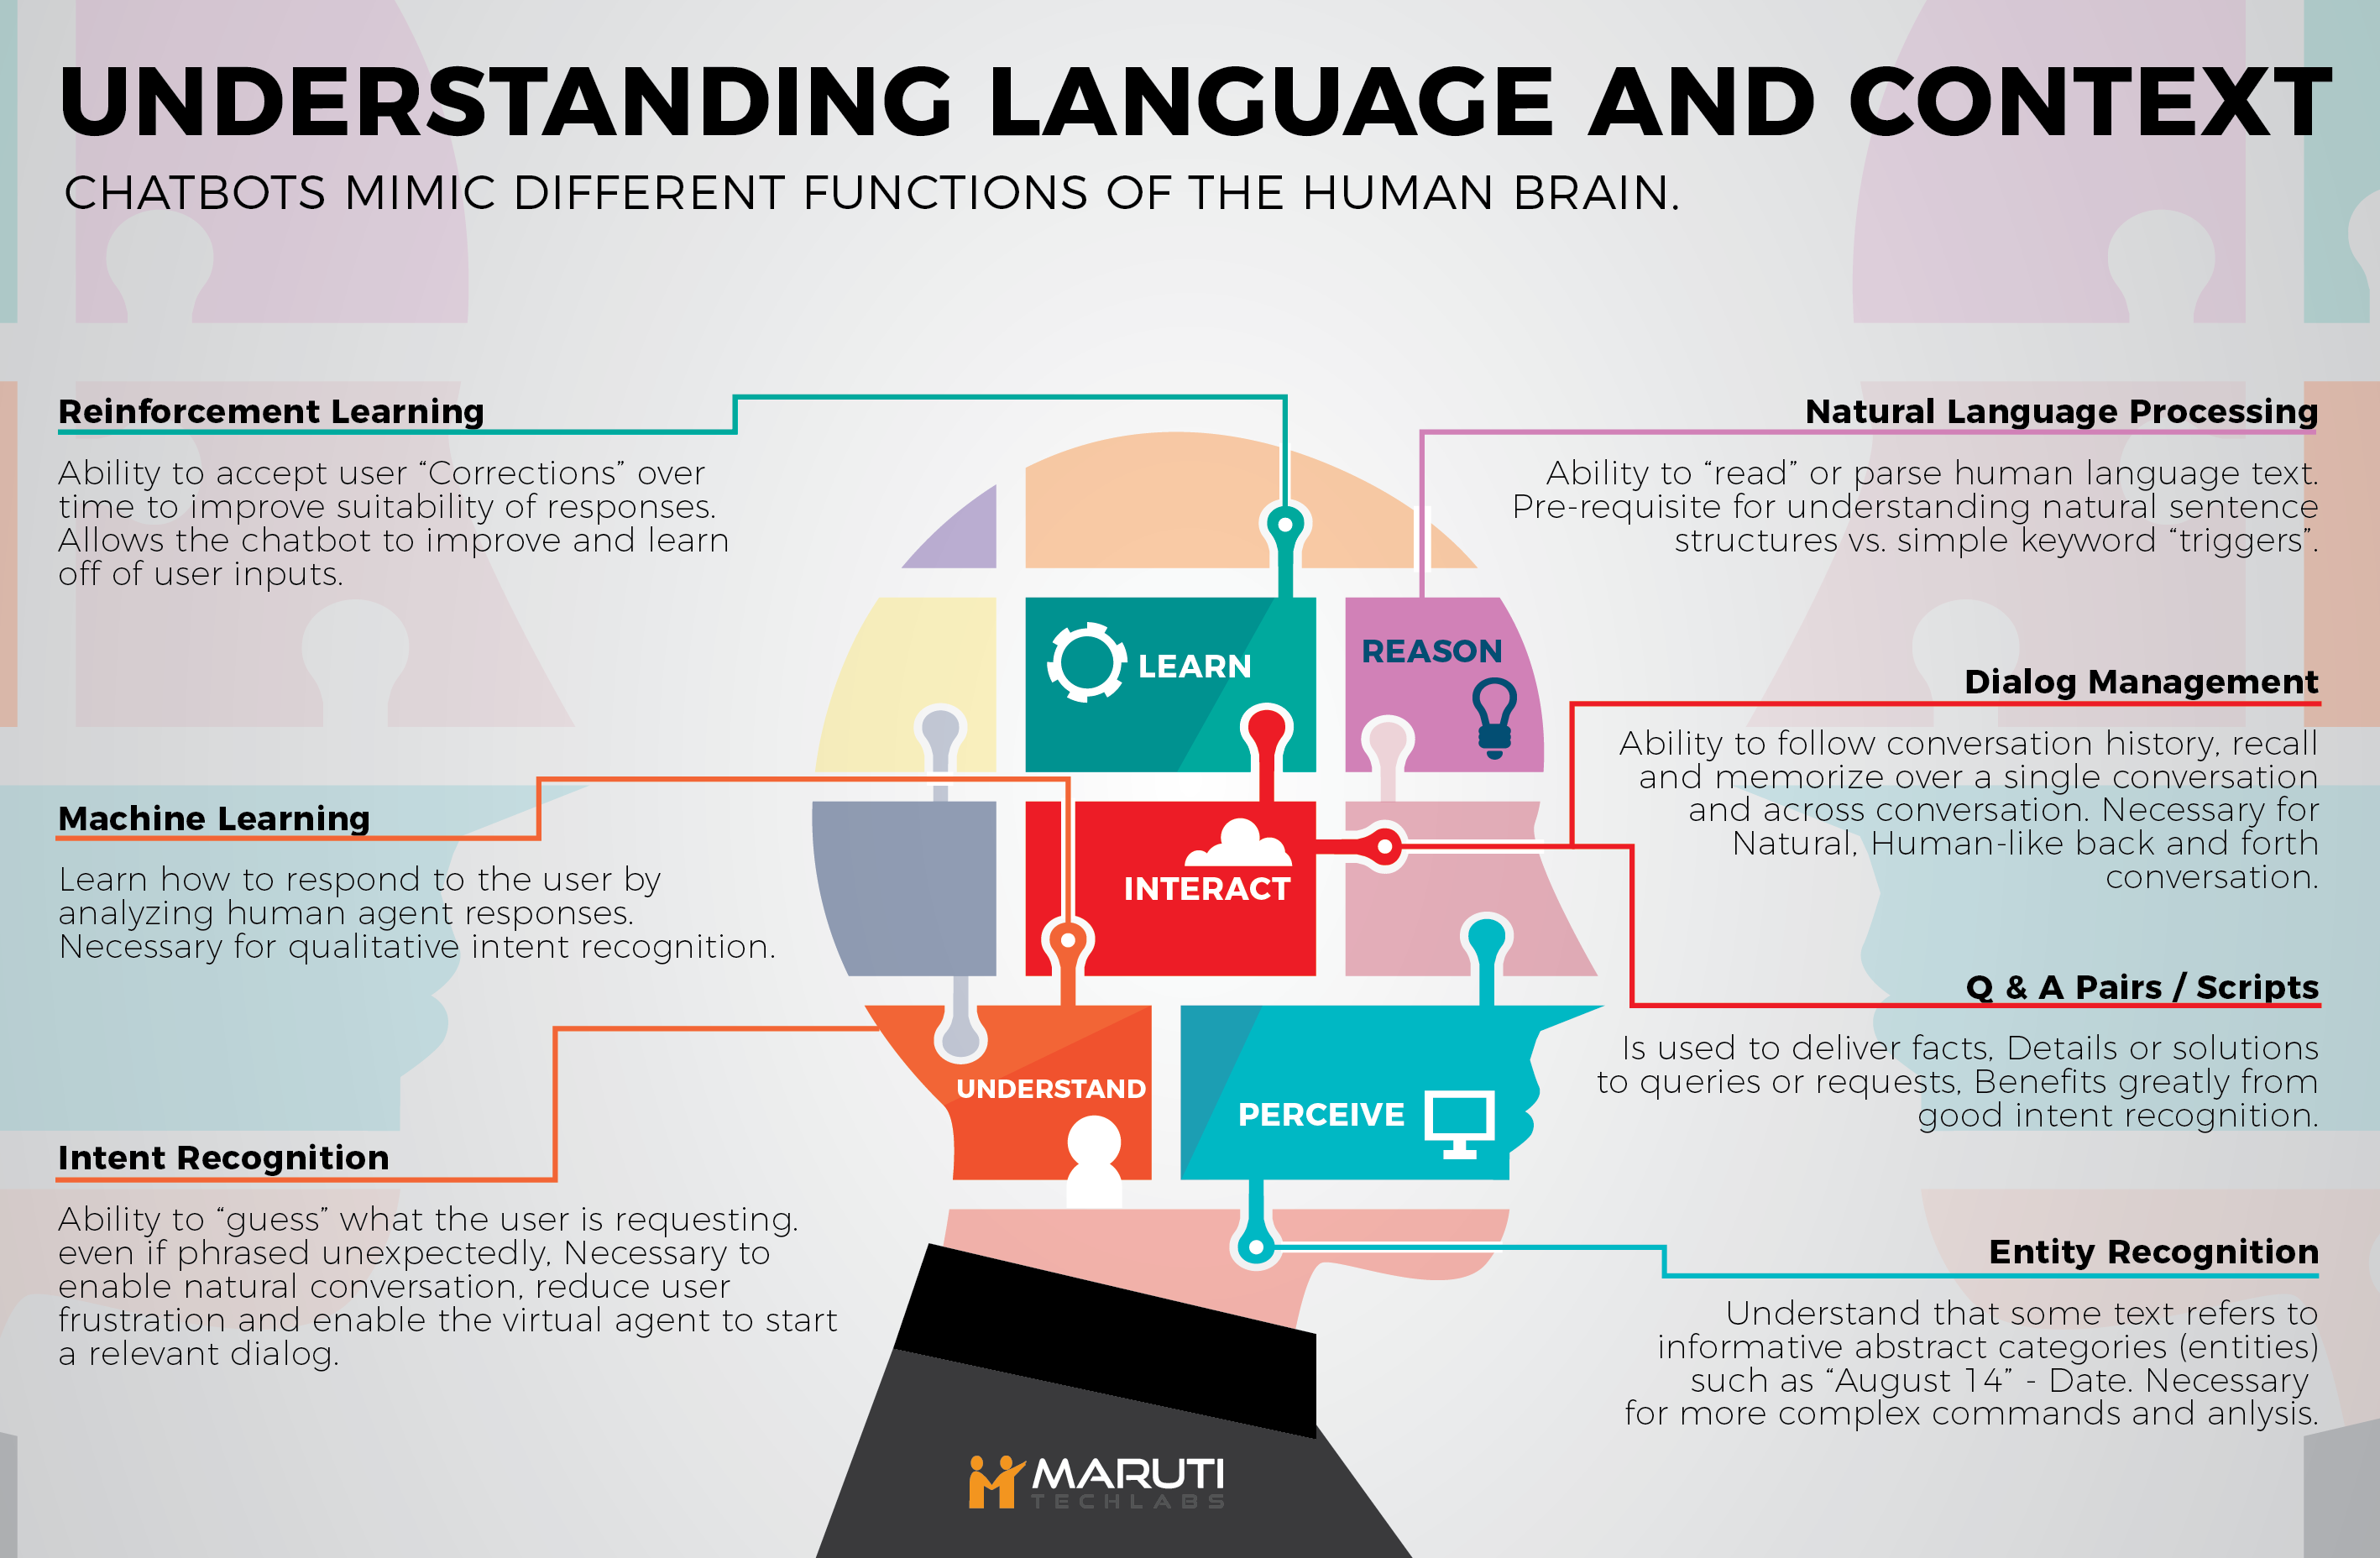 UNDERSTANDING LANGUAGE AND CONTEXT
CHATBOTS MIMIC DIFFERENT FUNCTIONS OF THE HUMAN BRAIN.
Reinforcement Learning
Ability to accept user “Corrections” over
time to improve suitability of responses.
Allows the chatbot to improve and learn
off of user inputs.
Machine Learning
Learn how to respond to the user by
analyzing human agent responses.
Necessary for qualitative intent recognition.
Intent Recognition
Ability to “guess” what the user is requesting.
even if phrased unexpectedly, Necessary to
enable natural conversation, reduce user
frustration and enable the virtual agent to start
a relevant dialog.
LEARN
REASON
INTERACT
UNDERSTAND
PERCEIVE
Natural Language Processing
Ability to “read” or parse human language text.
Pre-requisite for understanding natural sentence
structures vs. simple keyword “triggers”.
Dialog Management
Ability to follow conversation history, recall
and memorize over a single conversation
and across conversation. Necessary for
Natural, Human-like back and forth
conversation.
Q & A Pairs / Scripts
Is used to deliver facts, Details or solutions
to queries or requests, Benefits greatly from
good intent recognition.
Entity Recognition
Understand that some text refers to
informative abstract categories (entities)
such as “August 14” - Date. Necessary
for more complex commands and anlysis.
MARUTI
TECHLABS